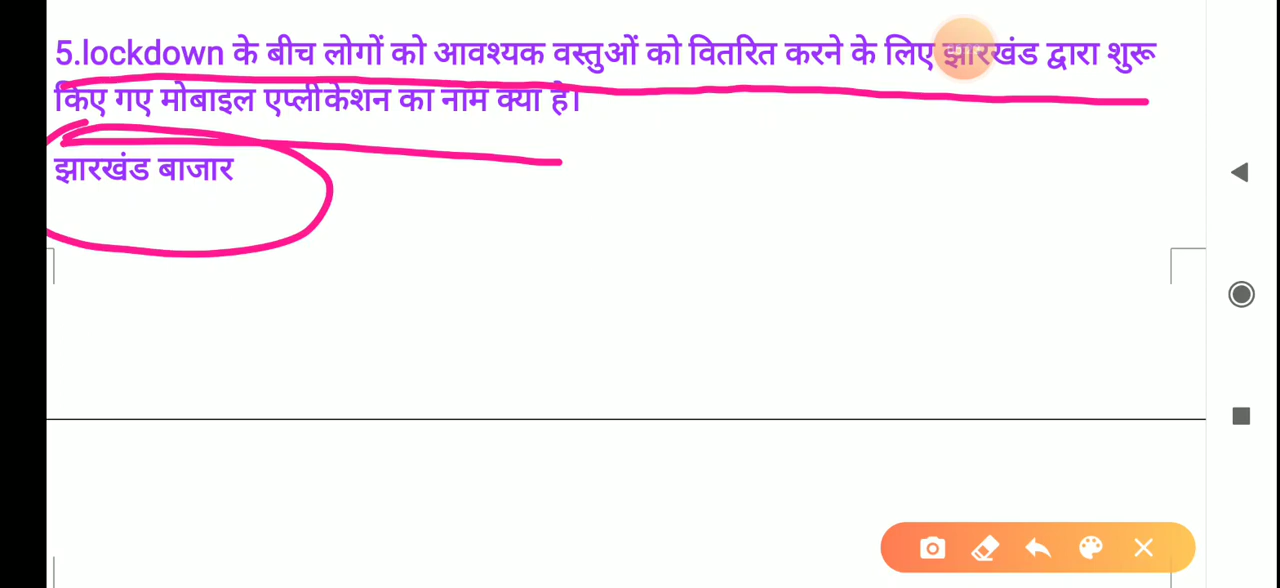 5.lockdown के बीच लोगों को आवश्यक वस्तुओं को वितरित करने के लिए झारखंड द्वारा शुरू
किए गए मोबाइल एप्लीकेशन का नाम क्या है।
झारखंड बाजार